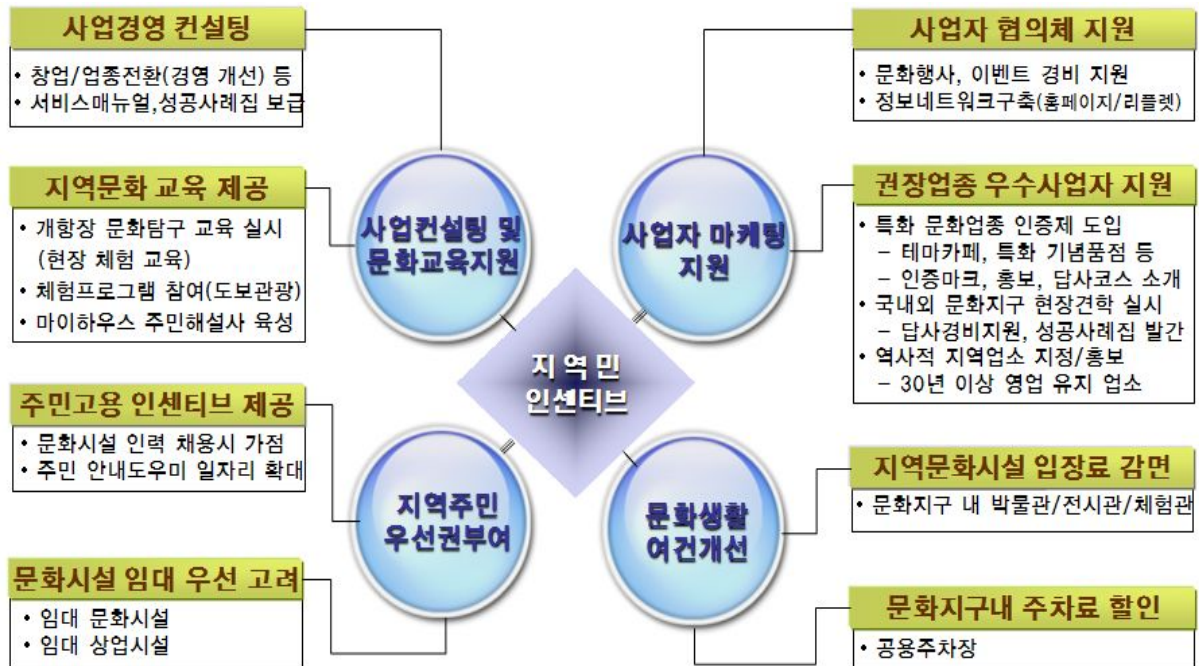 사업경영 컨설팅
• 창업/업종전환(경영 개선) 등
• 서비스매뉴얼,성공사례집 보급
지역문화 교육 제공
• 개항장 문화탐구 교육 실시
(현장 체험 교육)
• 체험프로그램 참여(도보관광)
• 마이하우스 주민해설사 육성
주민고용 인센티브 제공
• 문화시설 인력 채용시 가점
• 주민 안내도우미 일자리 확대
문화시설 임대 우선 고려
• 임대 문화시설
• 임대 상업시설
사업컨설팅 및
문화교육지원
사업자 마케팅
지원
지역민
인센티브
지역주민
우선권부여
문화생활
여건개선
사업자 협의체 지원
• 문화행사, 이벤트 경비 지원
• 정보네트워크구축(홈페이지/리플렛)
권장업종 우수사업자 지원
• 특화 문화업종 인증제 도입
– 테마카페, 특화 기념품점 등
– 인증마크, 홍보, 답사코스 소개
• 국내외 문화지구 현장견학 실시
– 답사경비지원, 성공사례집 발간
• 역사적 지역업소 지정/홍보
– 30년 이상 영업 유지 업소
지역문화시설 입장료 감면
• 문화지구 내 박물관/전시관/체험관
문화지구내 주차료 할인
• 공용주차장